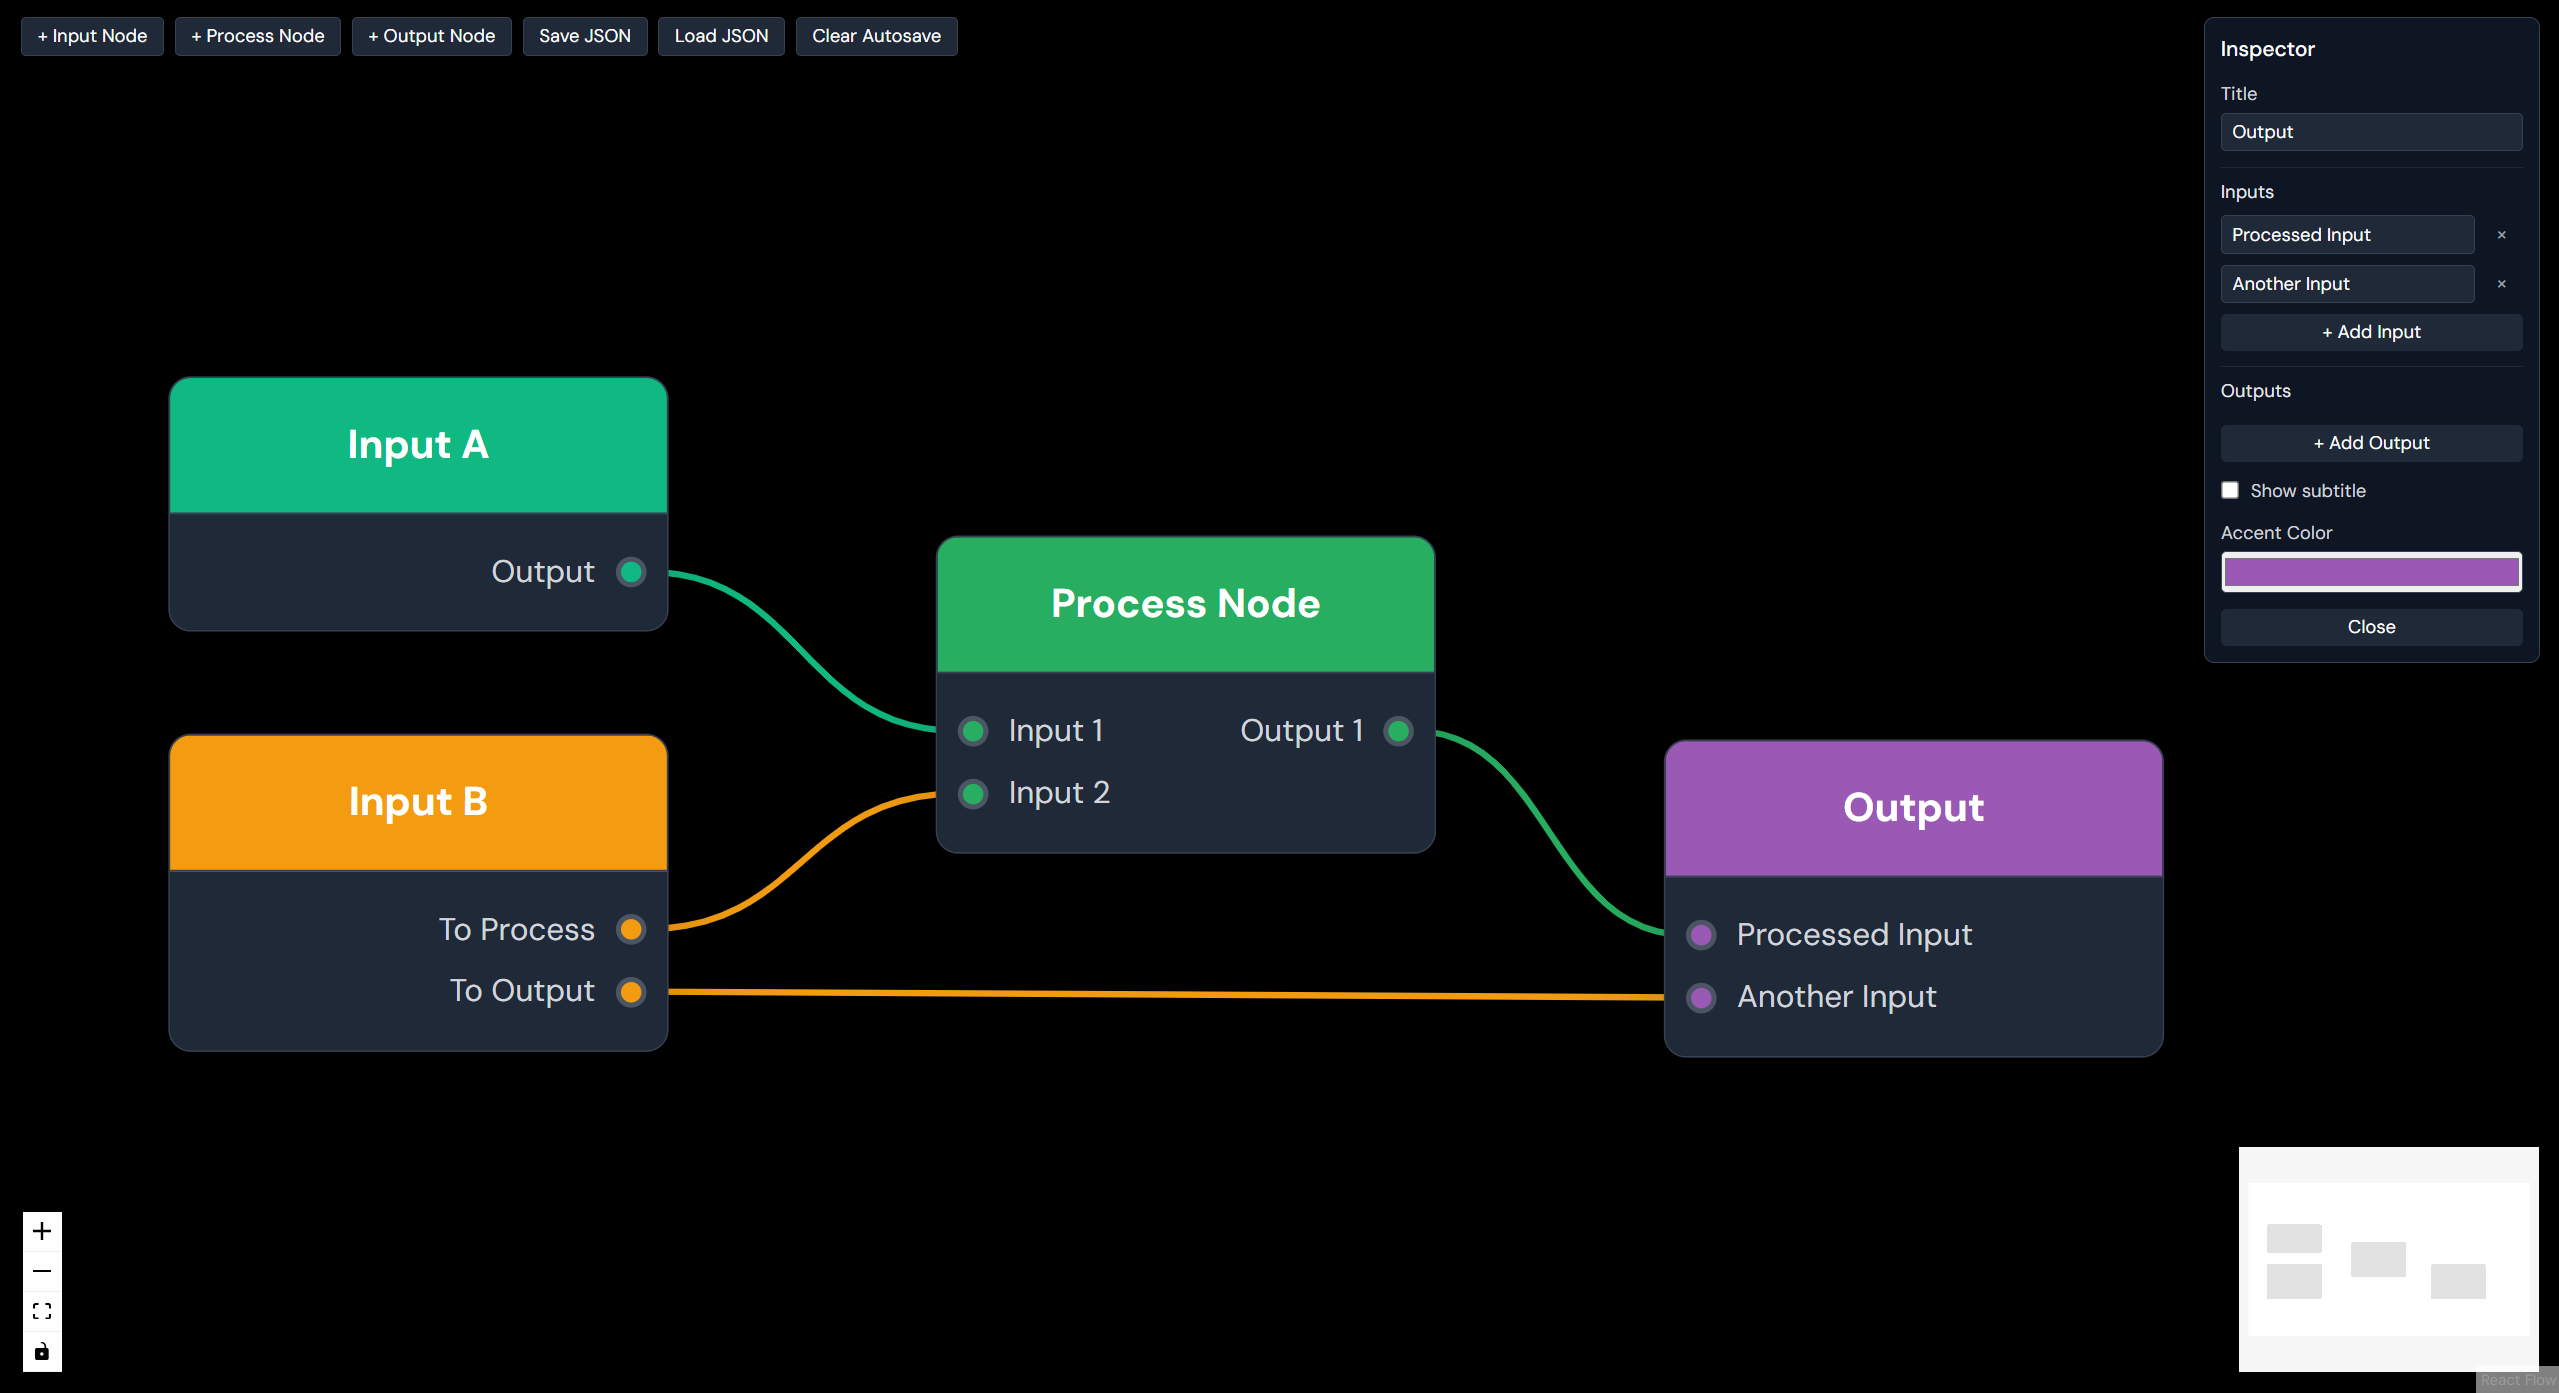 + Input Node
+ Process Node
+ Output Node
Save JSON
Load JSON
Clear Autosave
Inspector
Title
Output
Inputs
Processed Input
×
Another Input
×
+ Add Input
Outputs
+ Add Output
Show subtitle
Accent Color
Close
Input A
Output
Input B
To Process
To Output
Process Node
Input 1
Output 1
Input 2
Output
Processed Input
Another Input
React Flow